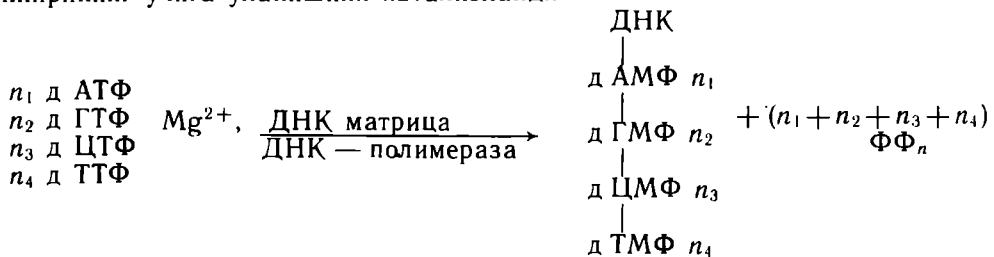 ДНК
n₁ д АТФ
n₂ д ГТФ
n₃ д ЦТФ
n₄ д ТТФ
Mg²⁺, ДНК матрица
ДНК — полимераза
д АМФ n₁
д ГМФ n₂
д ЦМФ n₃
д ТМФ n₄
+ (n₁ + n₂ + n₃ + n₄)
ФФₙ